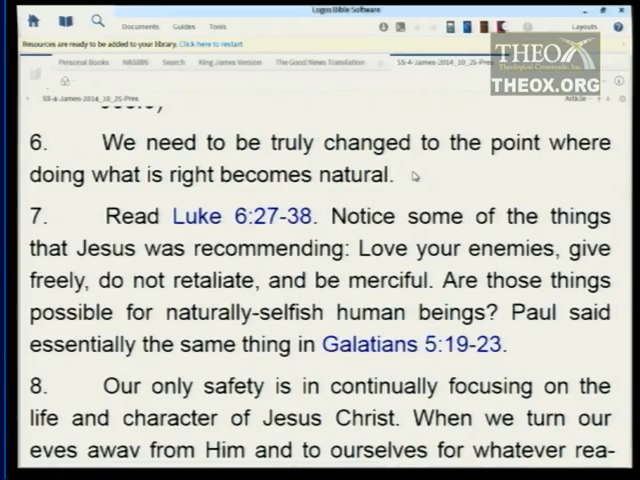 Logos Bible Software
Documents Guides Tools Layouts
Resources are ready to be added to your library. Click here to restart
Personal Books NASB95 Search King James Version The Good News Translation SS-4-James-2014_10_25-Pres
THEOX
Theological Crossroads, Inc.
THEOX.ORG
SS-4-James-2014_10_25-Pres Article
6. We need to be truly changed to the point where
doing what is right becomes natural.
7. Read Luke 6:27-38. Notice some of the things
that Jesus was recommending: Love your enemies, give
freely, do not retaliate, and be merciful. Are those things
possible for naturally-selfish human beings? Paul said
essentially the same thing in Galatians 5:19-23.
8. Our only safety is in continually focusing on the
life and character of Jesus Christ. When we turn our
eyes away from Him and to ourselves for whatever rea-